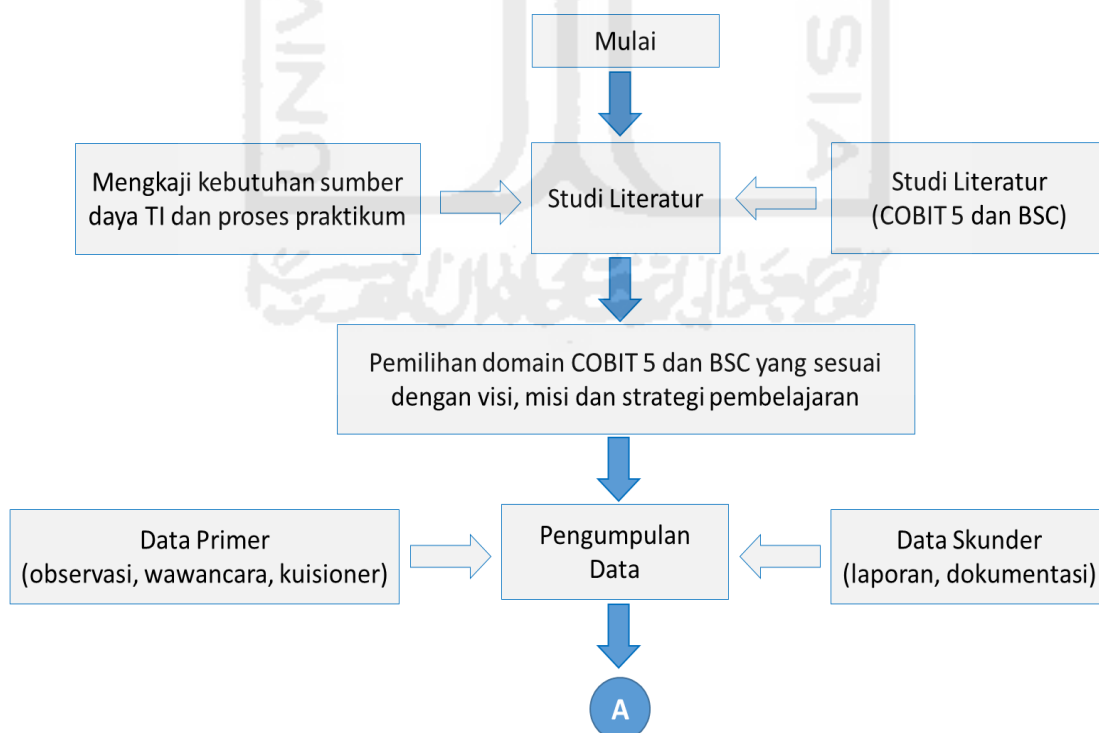 Mulai
Mengkaji kebutuhan sumber
daya TI dan proses praktikum
Studi Literatur
Studi Literatur
(COBIT 5 dan BSC)
Pemilihan domain COBIT 5 dan BSC yang sesuai
dengan visi, misi dan strategi pembelajaran
Data Primer
(observasi, wawancara, kuisioner)
Pengumpulan
Data
Data Skunder
(laporan, dokumentasi)
A